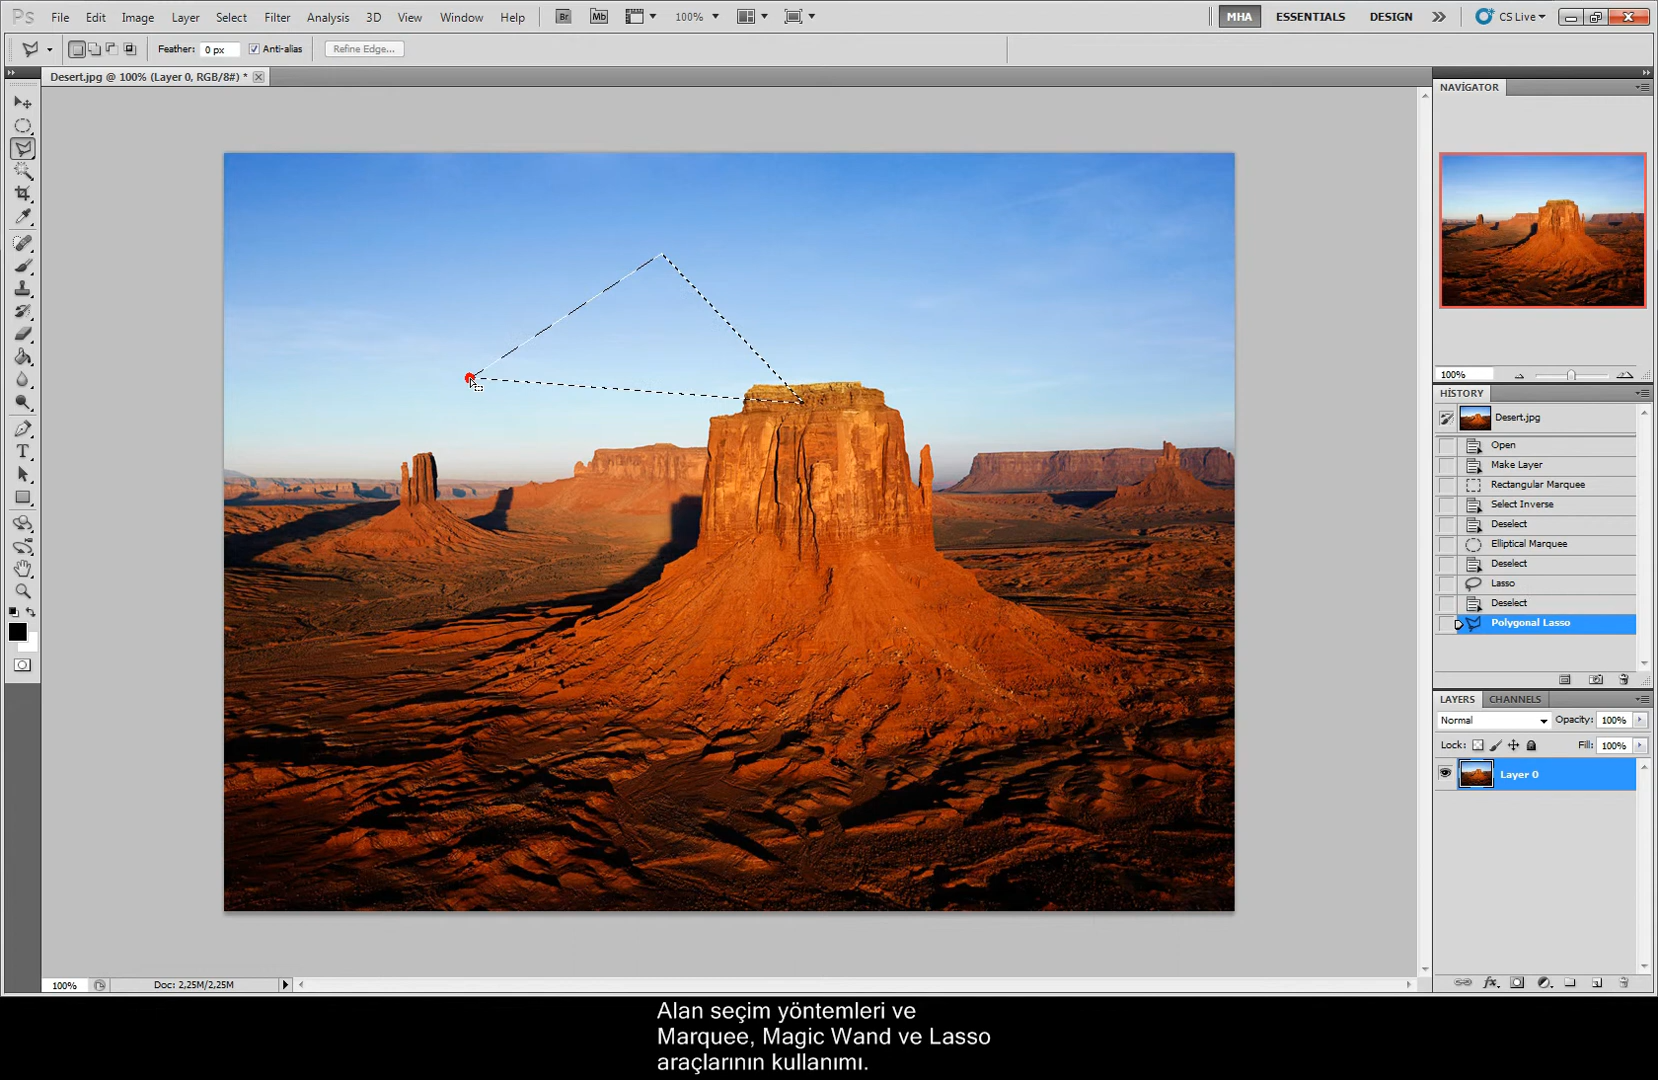 Ps File Edit Image Layer Select Filter Analysis 3D View Window Help Br Mb 100% MHA ESSENTIALS DESIGN CS Live
Feather: 0 px Anti-alias Refine Edge...
Desert.jpg @ 100% (Layer 0, RGB/8#) *
NAVİGATOR
100%
HİSTORY
Desert.jpg
Open
Make Layer
Rectangular Marquee
Select Inverse
Deselect
Elliptical Marquee
Deselect
Lasso
Deselect
Polygonal Lasso
LAYERS CHANNELS
Normal Opacity: 100%
Lock: Fill: 100%
Layer 0
100% Doc: 2,25M/2,25M
Alan seçim yöntemleri ve
Marquee, Magic Wand ve Lasso
araçlarının kullanımı.